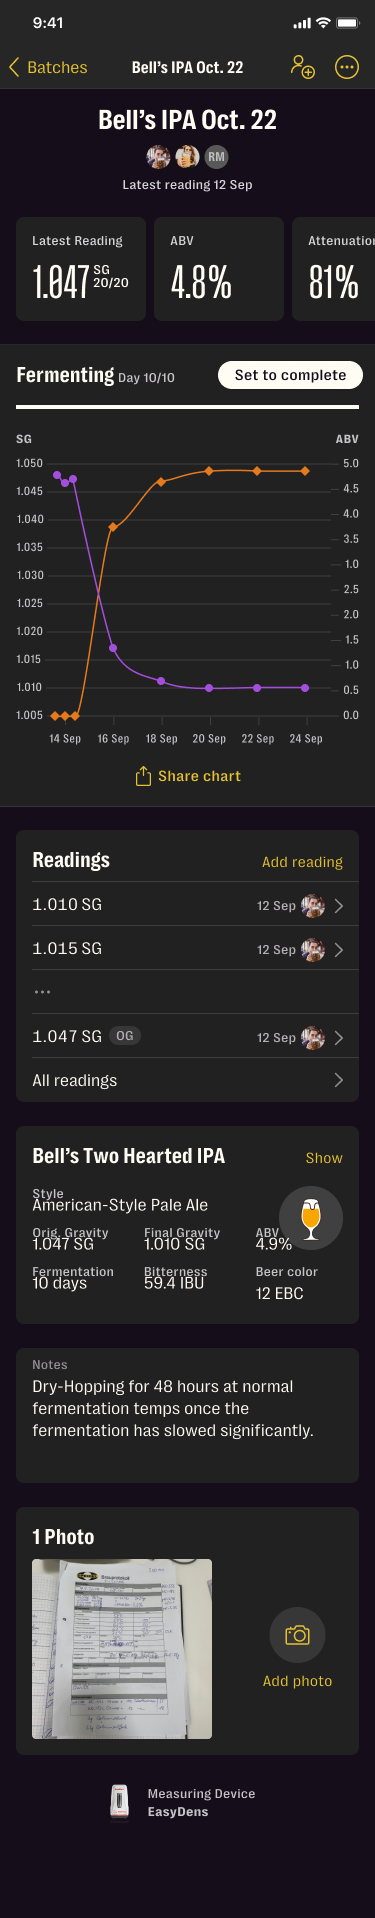 9:41
Batches
Bell's IPA Oct. 22
Bell's IPA Oct. 22
RM
Latest reading 12 Sep
Latest Reading
1.047 SG 20/20
ABV
4.8%
Attenuation
81%
Fermenting Day 10/10
Set to complete
SG ABV
1.050 5.0
1.045 4.5
1.040 4.0
1.035 3.5
1.030 1.0
1.025 2.5
1.020 2.0
1.015 1.5
1.010 1.0
1.005 0.5
0.0
14 Sep 16 Sep 18 Sep 20 Sep 22 Sep 24 Sep
Share chart
Readings Add reading
1.010 SG 12 Sep
1.015 SG 12 Sep
...
1.047 SG OG 12 Sep
All readings
Bell's Two Hearted IPA Show
Style
American-Style Pale Ale
Orig. Gravity Final Gravity ABV
1.047 SG 1.010 SG 4.9%
Fermentation Bitterness Beer color
10 days 59.4 IBU 12 EBC
Notes
Dry-Hopping for 48 hours at normal
fermentation temps once the
fermentation has slowed significantly.
1 Photo
Add photo
Measuring Device
EasyDens